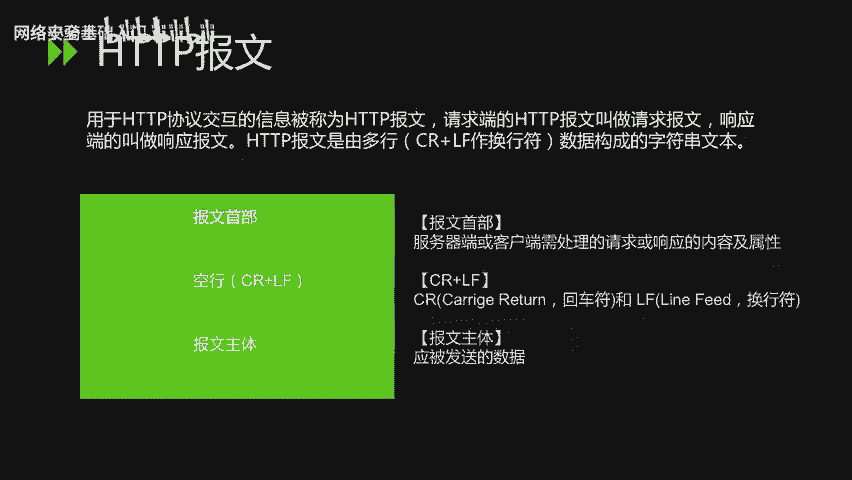 网络安全基础
HTTP报文
用于HTTP协议交互的信息被称为HTTP报文，请求端的HTTP报文叫做请求报文，响应
端的叫做响应报文。HTTP报文是由多行（CR+LF作换行符）数据构成的字符串文本。
报文首部
空行（CR+LF）
报文主体
【报文首部】
服务器端或客户端需处理的请求或响应的内容及属性
【CR+LF】
CR(Carrige Return，回车符)和 LF(Line Feed，换行符)
【报文主体】
应被发送的数据